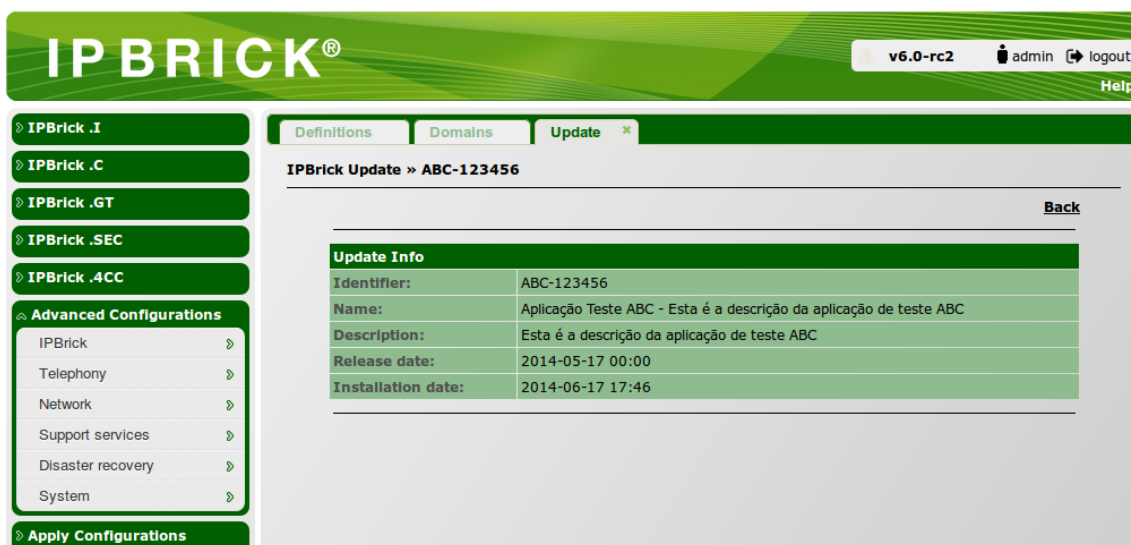 IPBRICK®
v6.0-rc2 admin logout
Help
IPBrick .I
IPBrick .C
IPBrick .GT
IPBrick .SEC
IPBrick .4CC
Advanced Configurations
IPBrick
Telephony
Network
Support services
Disaster recovery
System
Apply Configurations
Definitions Domains Update ×
IPBrick Update » ABC-123456
Back
Update Info
Identifier: ABC-123456
Name: Aplicação Teste ABC - Esta é a descrição da aplicação de teste ABC
Description: Esta é a descrição da aplicação de teste ABC
Release date: 2014-05-17 00:00
Installation date: 2014-06-17 17:46